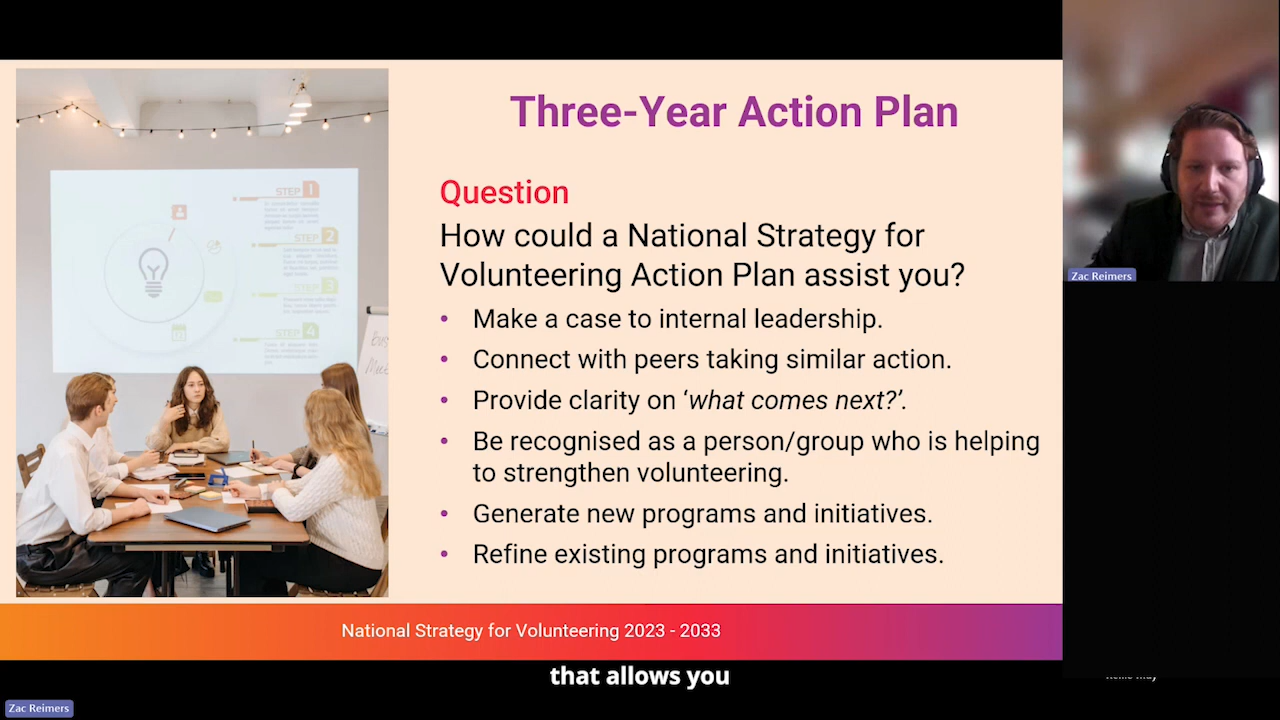 Three-Year Action Plan
Question
How could a National Strategy for
Volunteering Action Plan assist you?
• Make a case to internal leadership.
• Connect with peers taking similar action.
• Provide clarity on ‘what comes next?’.
• Be recognised as a person/group who is helping
to strengthen volunteering.
• Generate new programs and initiatives.
• Refine existing programs and initiatives.
STEP 1
STEP 2
STEP 3
STEP 4
National Strategy for Volunteering 2023 - 2033
Zac Reimers
that allows you
Zac Reimers